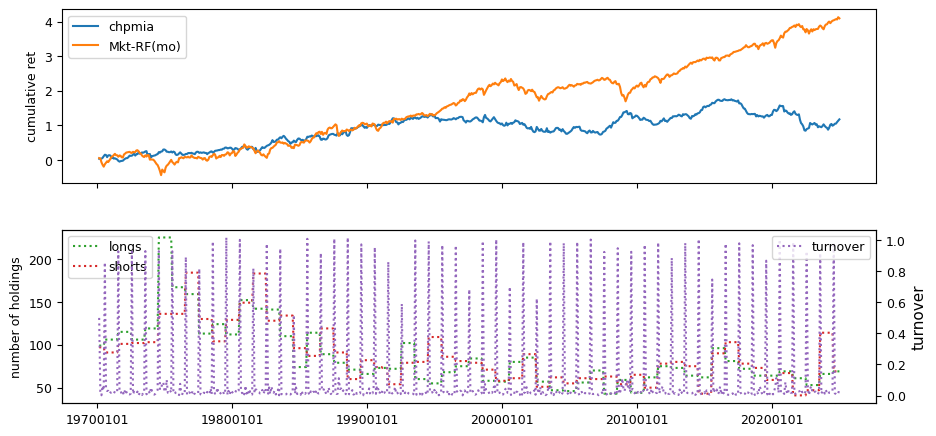 chpmia
Mkt-RF(mo)
cumulative ret
4
3
2
1
0
longs
shorts
turnover
number of holdings
200
150
100
50
1.0
0.8
0.6
0.4
0.2
0.0
turnover
19700101
19800101
19900101
20000101
20100101
20200101